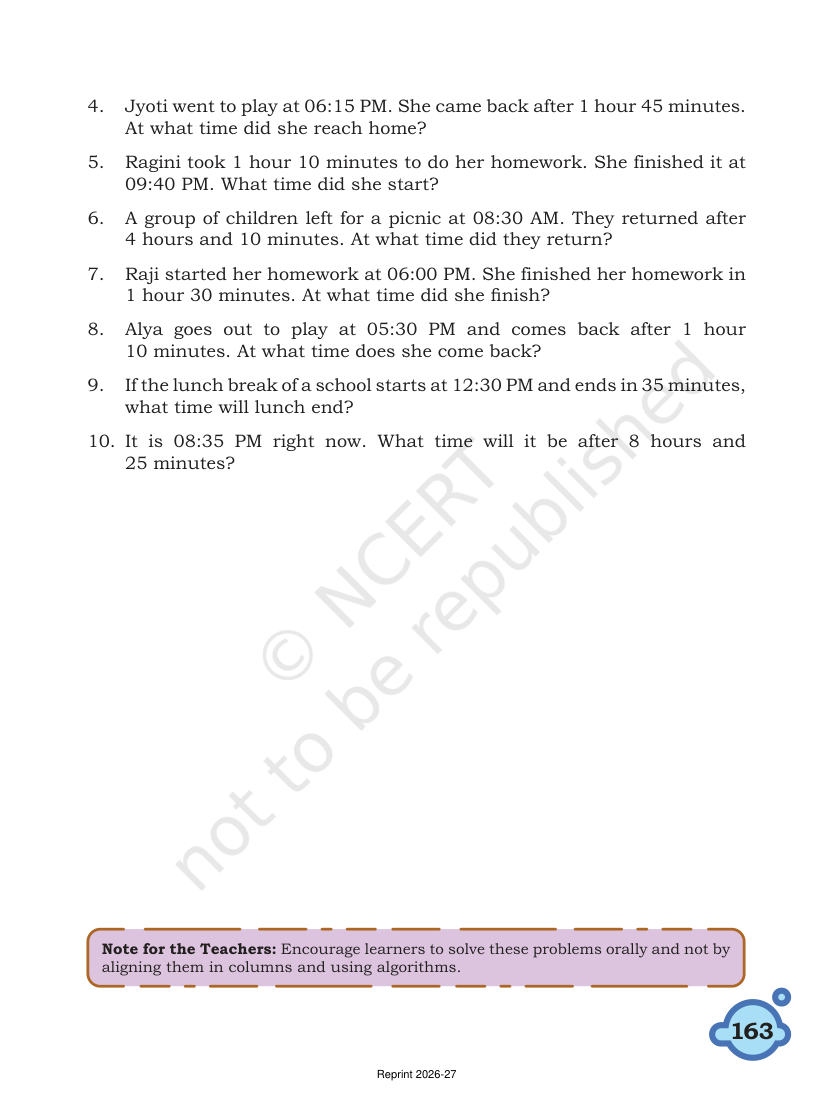 4. Jyoti went to play at 06:15 PM. She came back after 1 hour 45 minutes.
At what time did she reach home?
5. Ragini took 1 hour 10 minutes to do her homework. She finished it at
09:40 PM. What time did she start?
6. A group of children left for a picnic at 08:30 AM. They returned after
4 hours and 10 minutes. At what time did they return?
7. Raji started her homework at 06:00 PM. She finished her homework in
1 hour 30 minutes. At what time did she finish?
8. Alya goes out to play at 05:30 PM and comes back after 1 hour
10 minutes. At what time does she come back?
9. If the lunch break of a school starts at 12:30 PM and ends in 35 minutes,
what time will lunch end?
10. It is 08:35 PM right now. What time will it be after 8 hours and
25 minutes?
© NCERT
not to be republished
Note for the Teachers: Encourage learners to solve these problems orally and not by
aligning them in columns and using algorithms.
163
Reprint 2026-27